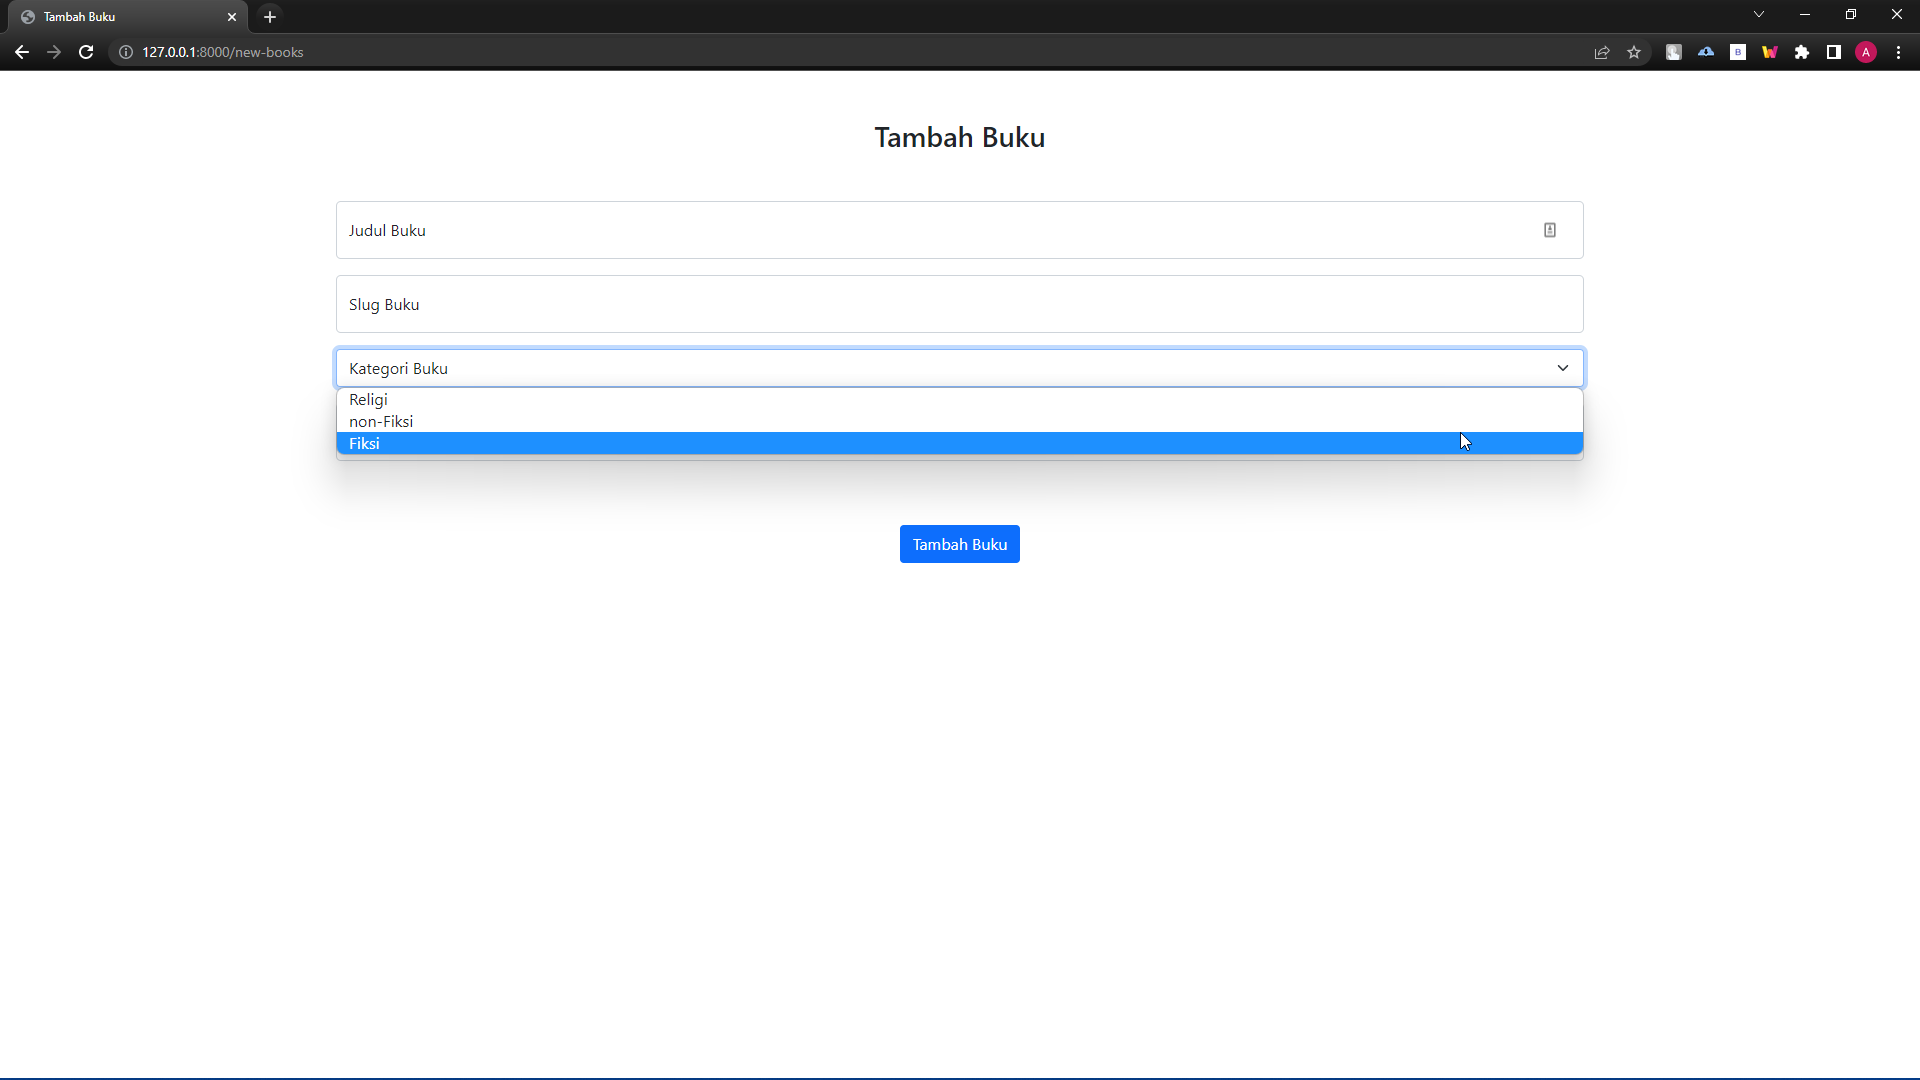 Tambah Buku
127.0.0.1:8000/new-books
B
A
Tambah Buku
Judul Buku
Slug Buku
Kategori Buku
Religi
non-Fiksi
Fiksi
Tambah Buku